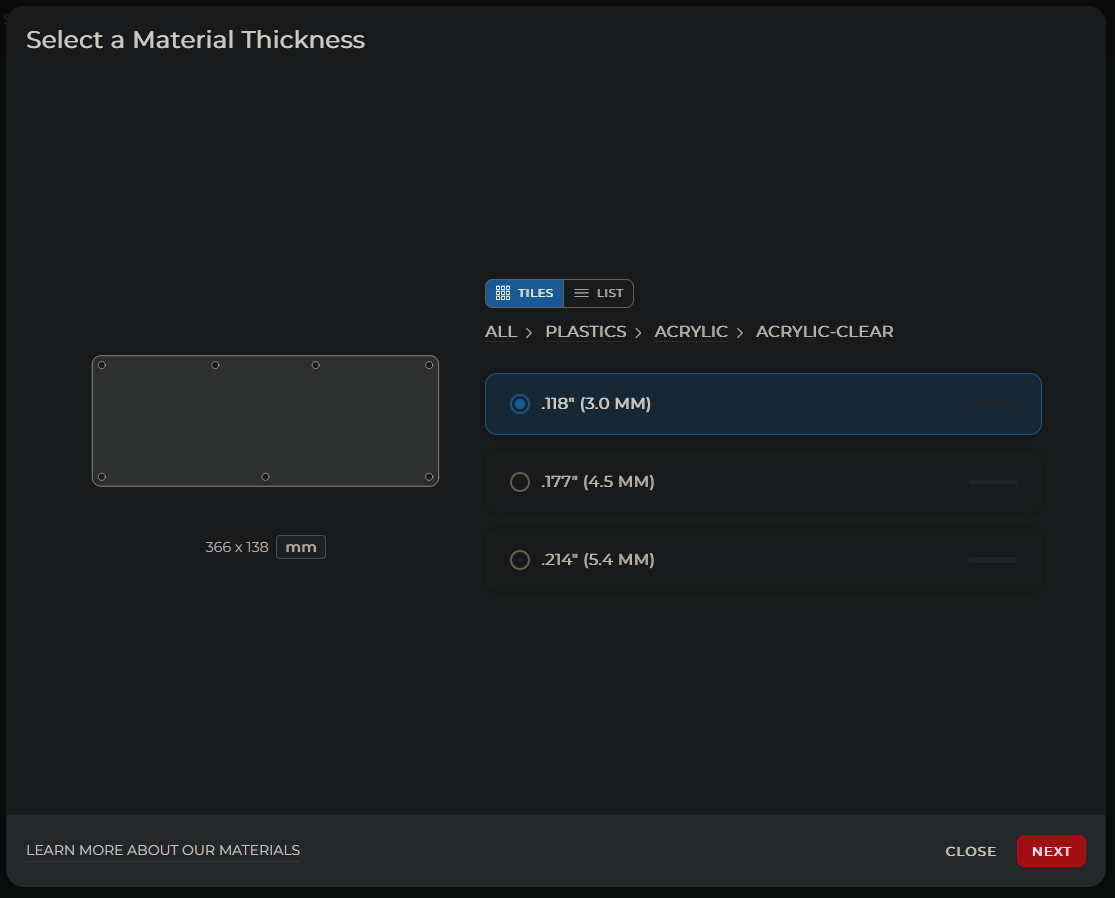 Select a Material Thickness
TILES LIST
ALL > PLASTICS > ACRYLIC > ACRYLIC-CLEAR
.118" (3.0 MM)
.177" (4.5 MM)
.214" (5.4 MM)
366 x 138 mm
LEARN MORE ABOUT OUR MATERIALS
CLOSE NEXT